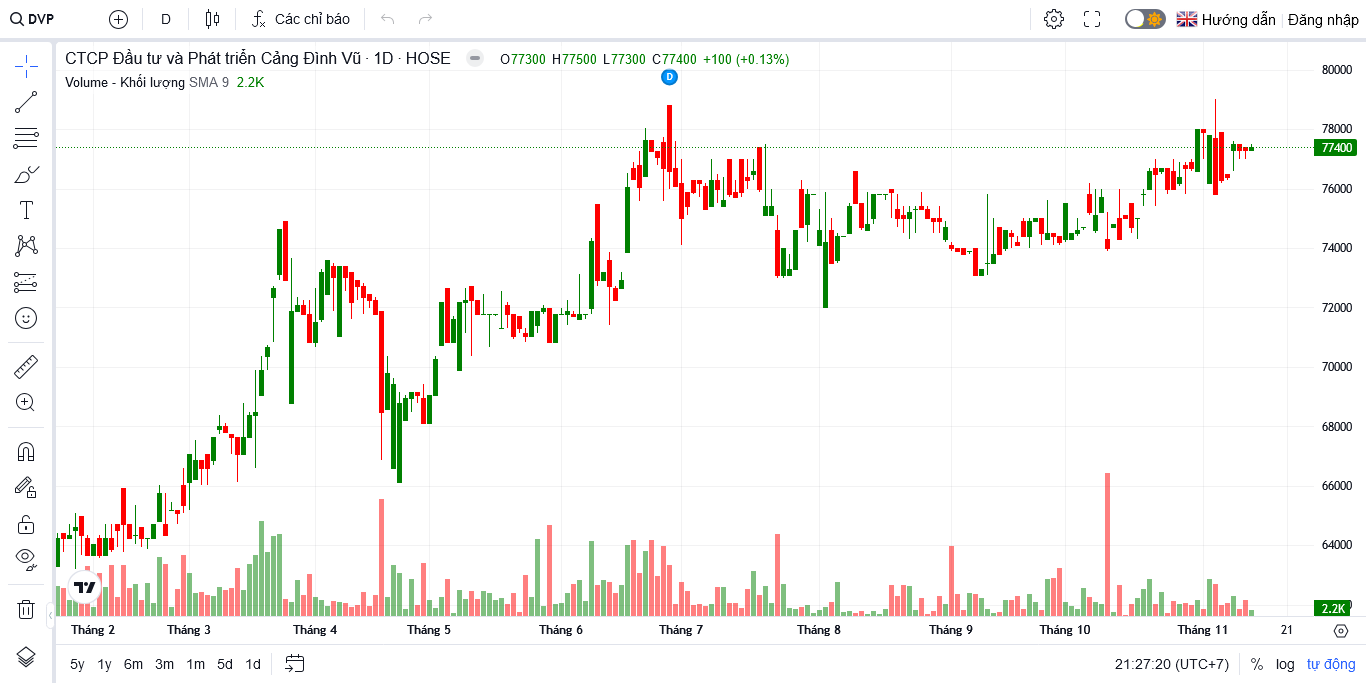 DVP D Các chỉ báo Hướng dẫn Đăng nhập
CTCP Đầu tư và Phát triển Cảng Đình Vũ · 1D · HOSE O77300 H77500 L77300 C77400 +100 (+0.13%)
Volume - Khối lượng SMA 9 2.2K
D
80000
78000
77400
76000
74000
72000
70000
68000
66000
64000
2.2K
Tháng 2 Tháng 3 Tháng 4 Tháng 5 Tháng 6 Tháng 7 Tháng 8 Tháng 9 Tháng 10 Tháng 11 21
5y 1y 6m 3m 1m 5d 1d 21:27:20 (UTC+7) % log tự động